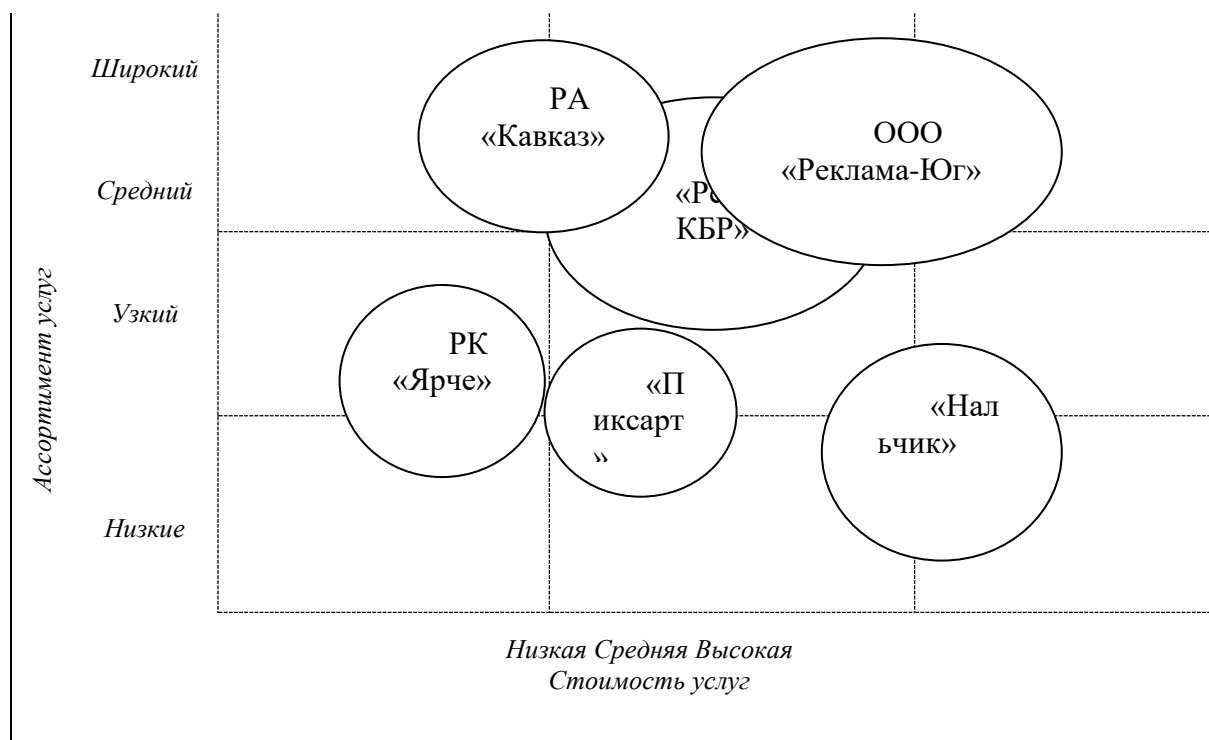 Широкий
РА
«Кавказ»
ООО
«Реклама-Юг»
Средний
КБР»
Ассортимент услуг
Узкий
РК
«Ярче»
«П
иксарт
»
«Нал
ьчик»
Низкие
Низкая Средняя Высокая
Стоимость услуг